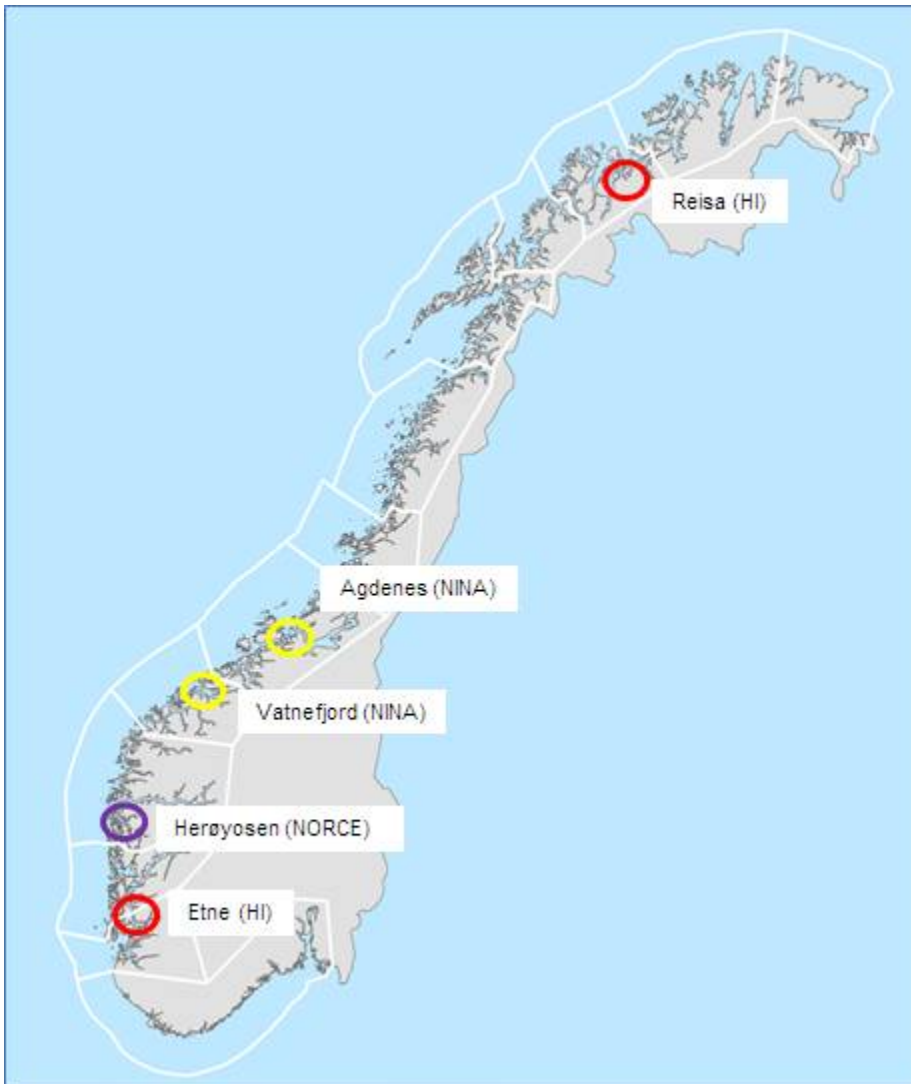 Reisa (HI)
Agdenes (NINA)
Vatnefjord (NINA)
Herøyosen (NORCE)
Etne (HI)